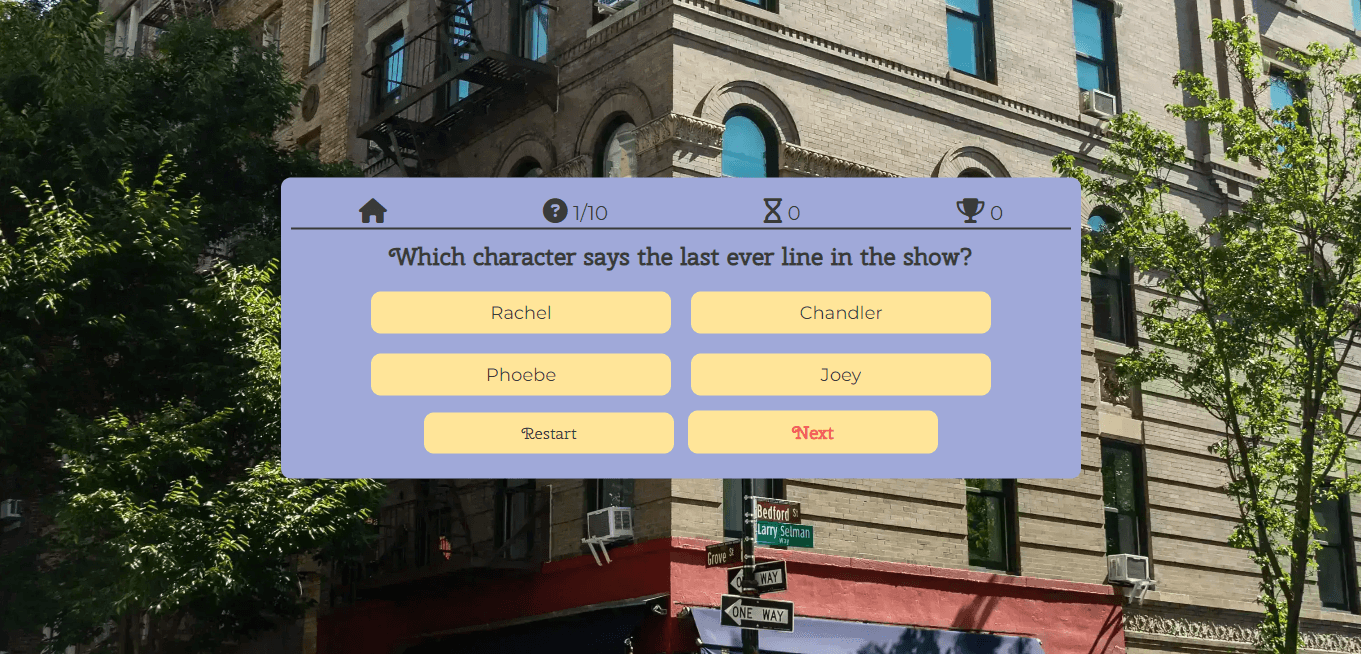 1/10
0
0
Which character says the last ever line in the show?
Rachel
Chandler
Phoebe
Joey
Restart
Next
Bedford St
Larry Selman
Way
Grove St
WAY
ONE WAY